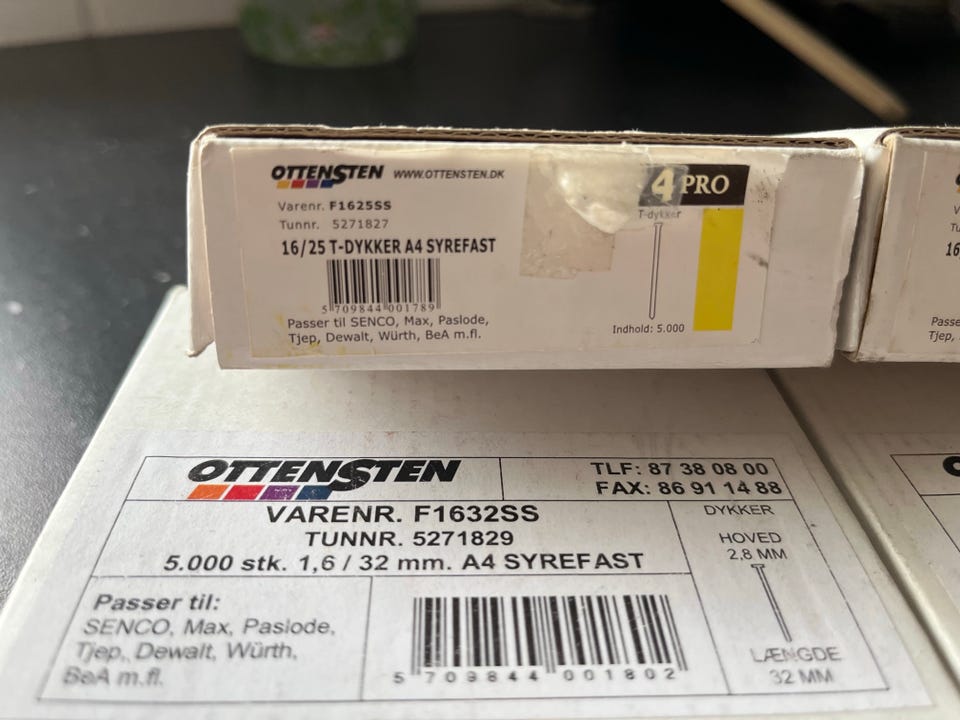 OTTENSTEN WWW.OTTENSTEN.DK
4 PRO
Varenr. F1625SS
T-dykker
Tunnr. 5271827
16/25 T-DYKKER A4 SYREFAST
5 709844 001789
Passer til SENCO, Max, Paslode,
Tjep, Dewalt, Würth, BeA m.fl.
Indhold: 5.000
16
Passe
Tjep,
OTTENSTEN
TLF: 87 38 08 00
FAX: 86 91 14 88
VARENR. F1632SS
TUNNR. 5271829
5.000 stk. 1,6 / 32 mm. A4 SYREFAST
DYKKER
HOVED
2,8 MM
LÆNGDE
32 MM
Passer til:
SENCO, Max, Paslode,
Tjep, Dewalt, Würth,
BeA m.fl.
5 709844 001802